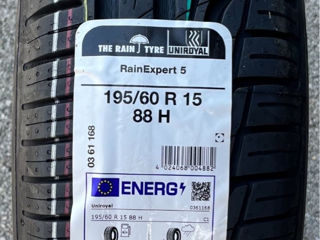 THE RAIN TYRE UNIROYAL
RainExpert 5
195/60 R 15
88 H
03 61 168
4 024068 004882
ENERG
Uniroyal 0361168
195/60 R 15 88 H C1